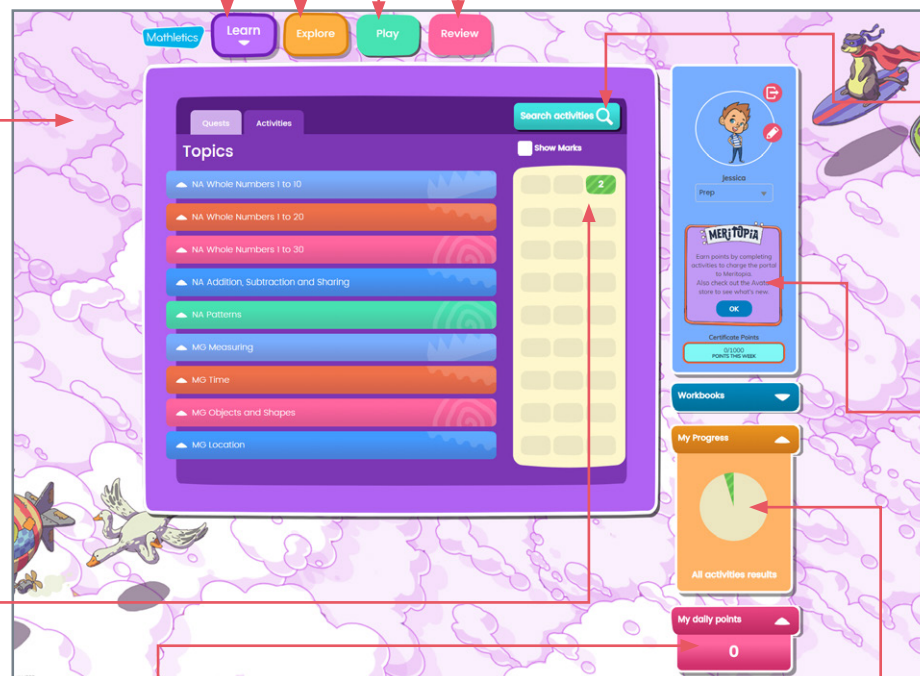 Mathletics
Learn
Explore
Play
Review
Quests
Activities
Search activities
Topics
Show Marks
NA Whole Numbers 1 to 10
2
NA Whole Numbers 1 to 20
NA Whole Numbers 1 to 30
NA Addition, Subtraction and Sharing
NA Patterns
MG Measuring
MG Time
MG Objects and Shapes
MG Location
jessica
Prep
MERITOPIA
Earn points by completing
activities to charge the portal
to Meritopia.
Also check out the Avatar
store to see what's new.
OK
Certificate Points
0/1000
POINTS THIS WEEK
Workbooks
My Progress
All activities results
My daily points
0